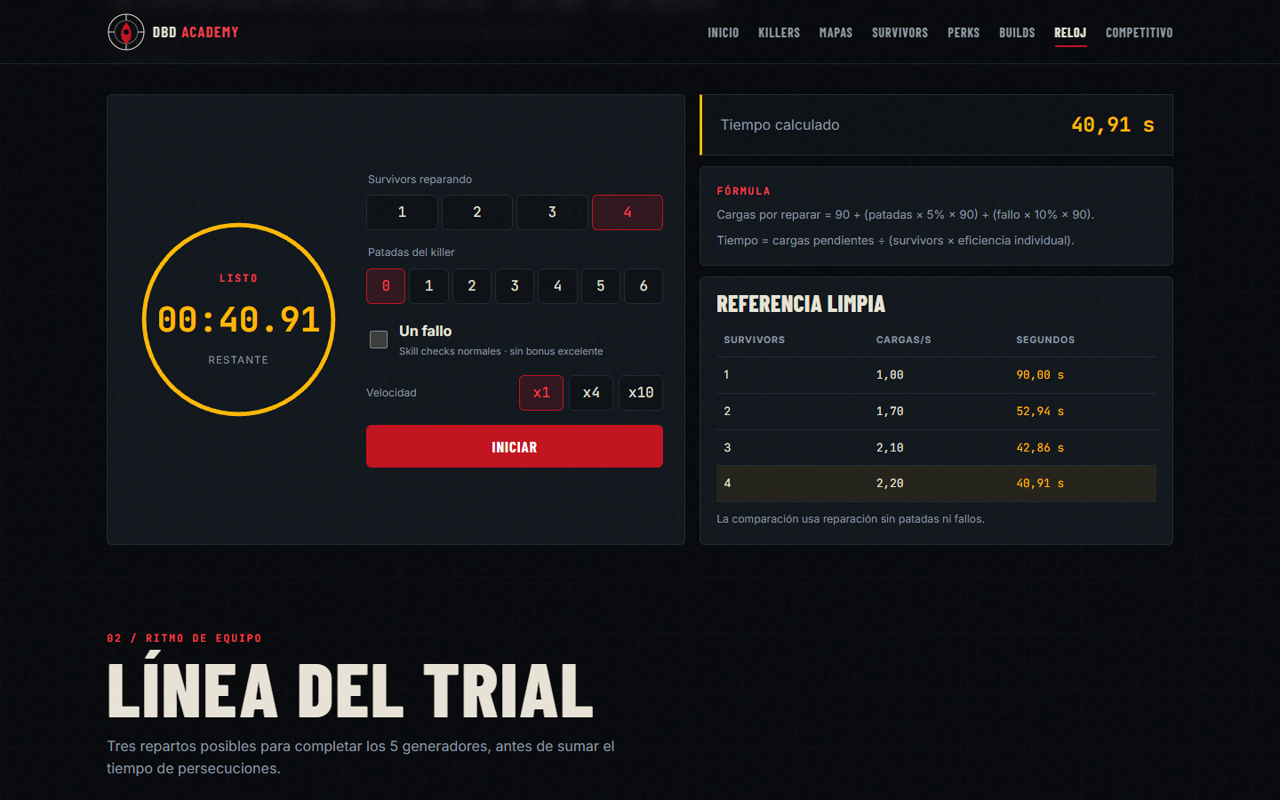 DBD ACADEMY
INICIO KILLERS MAPAS SURVIVORS PERKS BUILDS RELOJ COMPETITIVO
LISTO
00:40.91
RESTANTE
Survivors reparando
1 2 3 4
Patadas del killer
0 1 2 3 4 5 6
Un fallo
Skill checks normales · sin bonus excelente
Velocidad x1 x4 x10
INICIAR
Tiempo calculado 40,91 s
FÓRMULA
Cargas por reparar = 90 + (patadas × 5% × 90) + (fallo × 10% × 90).
Tiempo = cargas pendientes ÷ (survivors × eficiencia individual).
REFERENCIA LIMPIA
SURVIVORS CARGAS/S SEGUNDOS
1 1,00 90,00 s
2 1,70 52,94 s
3 2,10 42,86 s
4 2,20 40,91 s
La comparación usa reparación sin patadas ni fallos.
02 / RITMO DE EQUIPO
LÍNEA DEL TRIAL
Tres repartos posibles para completar los 5 generadores, antes de sumar el
tiempo de persecuciones.